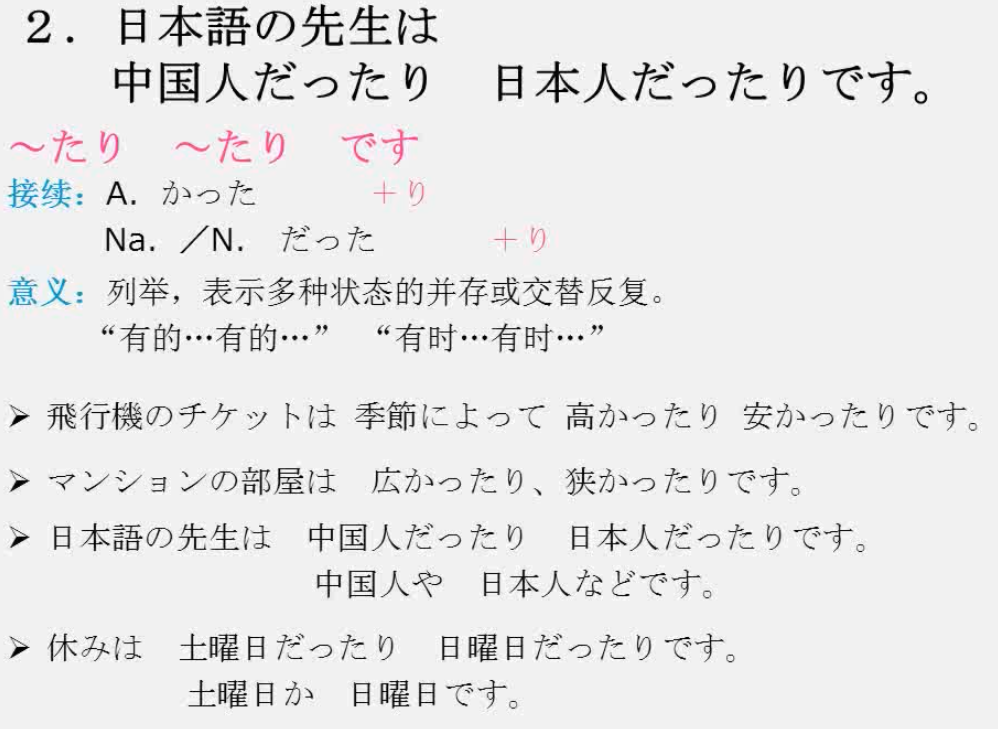 ２．日本語の先生は
中国人だったり　日本人だったりです。
～たり　～たり　です
接续：A．かった　＋り
Na．／N．　だった　＋り
意义：列举，表示多种状态的并存或交替反复。
“有的…有的…”　“有时…有时…”
➢ 飛行機のチケットは 季節によって 高かったり 安かったりです。
➢ マンションの部屋は　広かったり、狭かったりです。
➢ 日本語の先生は　中国人だったり　日本人だったりです。
中国人や　日本人などです。
➢ 休みは　土曜日だったり　日曜日だったりです。
土曜日か　日曜日です。